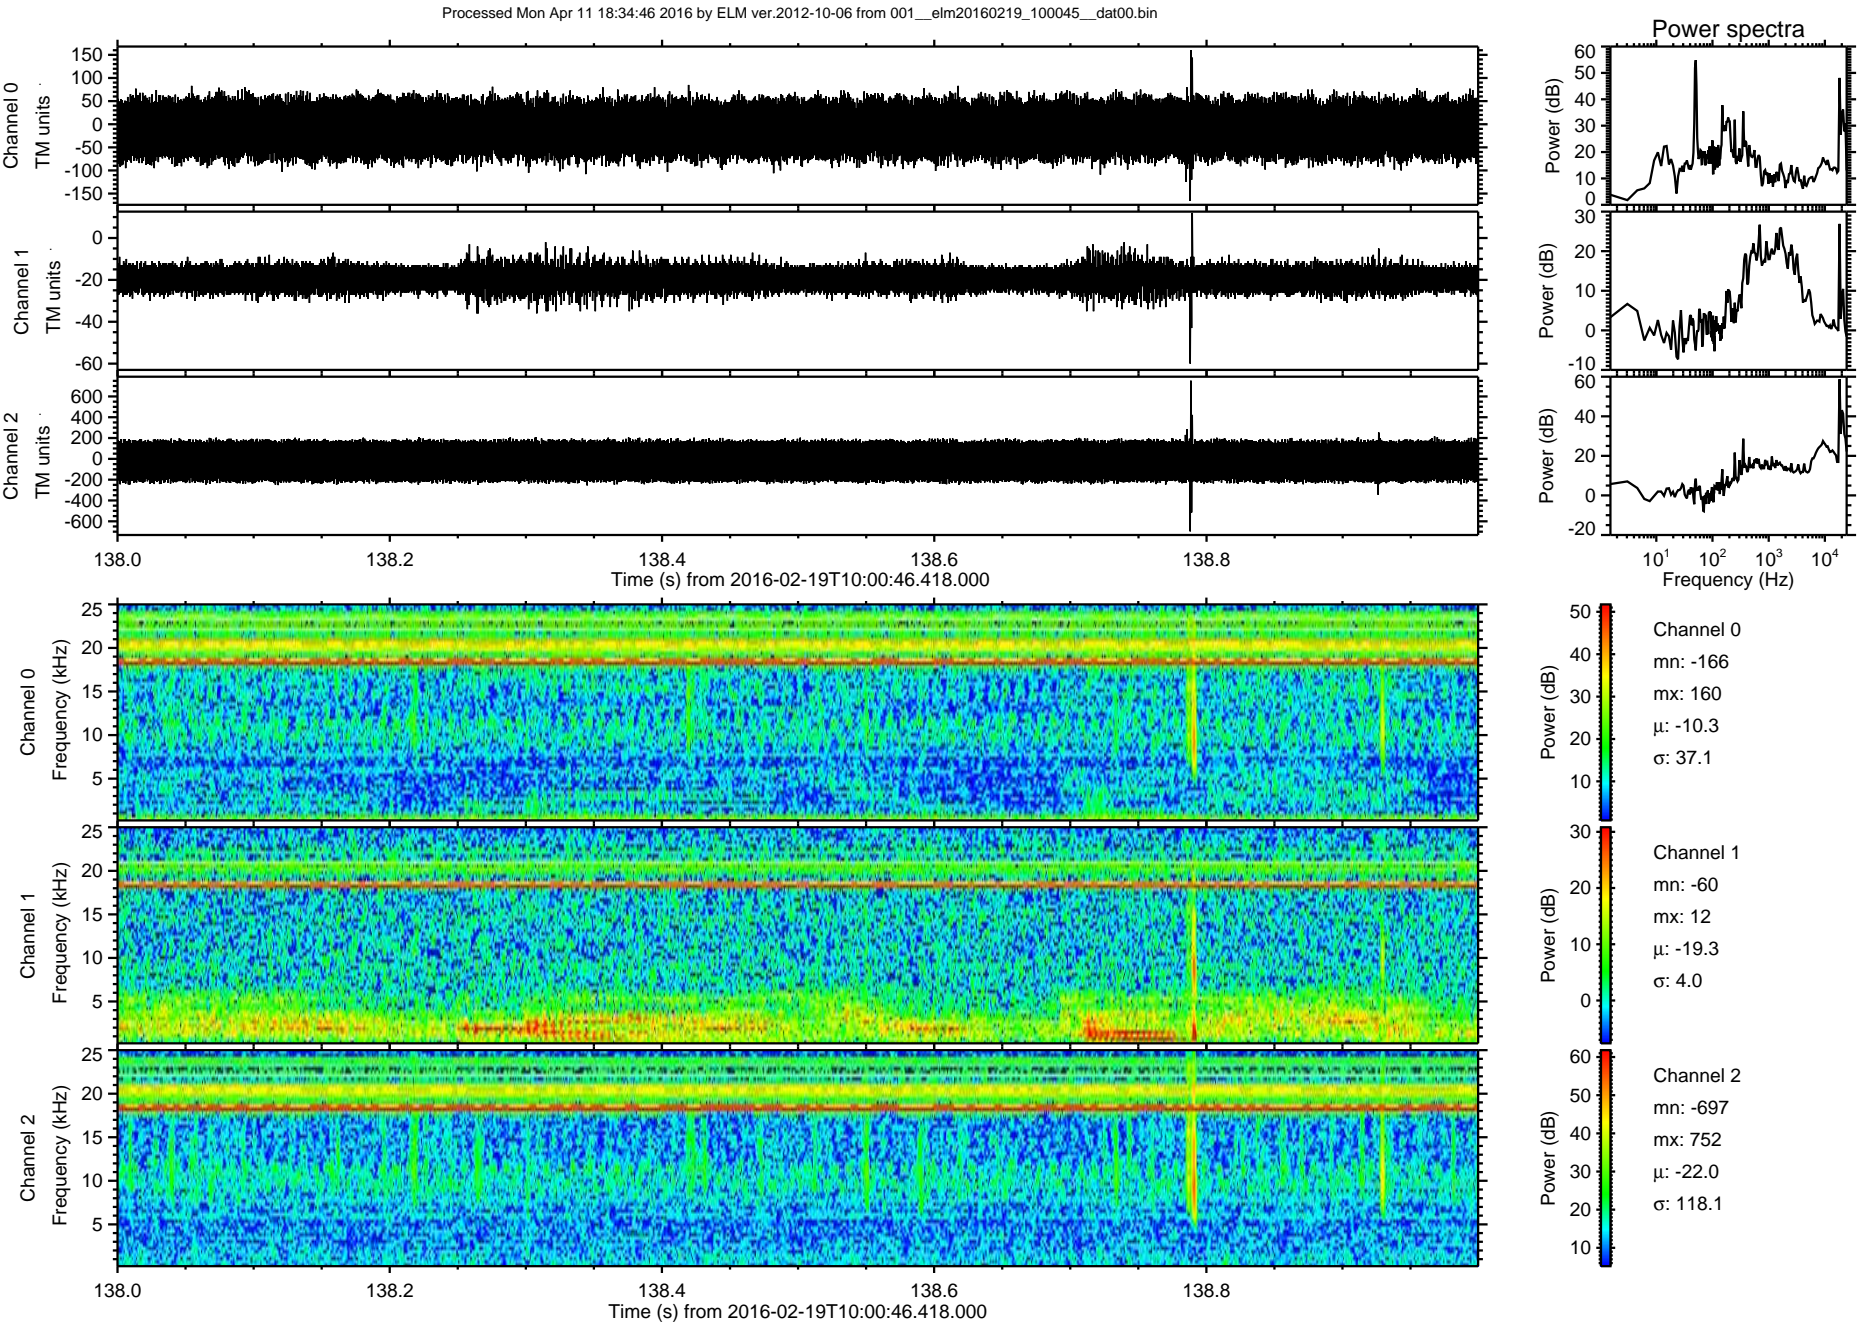 Processed Mon Apr 11 18:34:46 2016 by ELM ver.2012-10-06 from 001__elm20160219_100045__dat00.bin
Power spectra
Channel 0
TM units
150
100
50
0
-50
-100
-150
Power (dB)
60
50
40
30
20
10
0
Channel 1
TM units
0
-20
-40
-60
Power (dB)
30
20
10
0
-10
Channel 2
TM units
600
400
200
0
-200
-400
-600
Power (dB)
60
40
20
0
-20
138.0 138.2 138.4 138.6 138.8
Time (s) from 2016-02-19T10:00:46.418.000
10¹ 10² 10³ 10⁴
Frequency (Hz)
Channel 0
Frequency (kHz)
25
20
15
10
5
Power (dB)
50
40
30
20
10
Channel 0
mn: -166
mx: 160
µ: -10.3
σ: 37.1
Channel 1
Frequency (kHz)
25
20
15
10
5
Power (dB)
30
20
10
0
Channel 1
mn: -60
mx: 12
µ: -19.3
σ: 4.0
Channel 2
Frequency (kHz)
25
20
15
10
5
Power (dB)
60
50
40
30
20
10
Channel 2
mn: -697
mx: 752
µ: -22.0
σ: 118.1
138.0 138.2 138.4 138.6 138.8
Time (s) from 2016-02-19T10:00:46.418.000